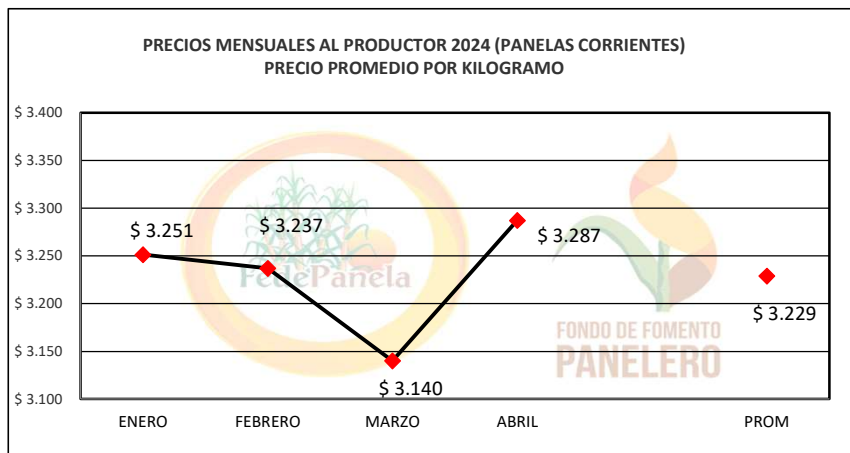 PRECIOS MENSUALES AL PRODUCTOR 2024 (PANELAS CORRIENTES)
PRECIO PROMEDIO POR KILOGRAMO
$ 3.400
$ 3.350
$ 3.300
$ 3.250
$ 3.200
$ 3.150
$ 3.100
$ 3.251
$ 3.237
$ 3.140
$ 3.287
$ 3.229
FedePanela
FONDO DE FOMENTO
PANELERO
ENERO FEBRERO MARZO ABRIL PROM